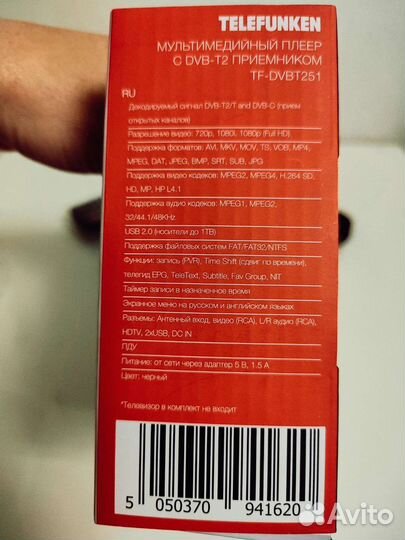 TELEFUNKEN
МУЛЬТИМЕДИЙНЫЙ ПЛЕЕР
С DVB-T2 ПРИЕМНИКОМ
TF-DVBT251
RU
Декодируемый сигнал DVB-T2/T and DVB-C (прием
открытых каналов)
Разрешение видео: 720p, 1080i, 1080p (Full HD)
Поддержка форматов: AVI, MKV, MOV, TS, VOB, MP4,
MPEG, DAT, JPEG, BMP, SRT, SUB, JPG
Поддержка видео кодеков: MPEG2, MPEG4, H.264 SD,
HD, MP, HP L4.1
Поддержка аудио кодеков: MPEG1, MPEG2,
32/44.1/48KHz
USB 2.0 (носители до 1TB)
Поддержка файловых систем FAT/FAT32/NTFS
Функции: запись (PVR), Time Shift (сдвиг по времени),
телегид EPG, TeleText, Subtitle, Fav Group, NIT
Таймер записи в назначенное время
Экранное меню на русском и английском языках
Разъемы: Антенный вход, видео (RCA), L/R аудио (RCA),
HDTV, 2xUSB, DC IN
ПДУ
Питание: от сети через адаптер 5 В, 1.5 А
Цвет: черный
*Телевизор в комплект не входит
5 050370 941620
Avito